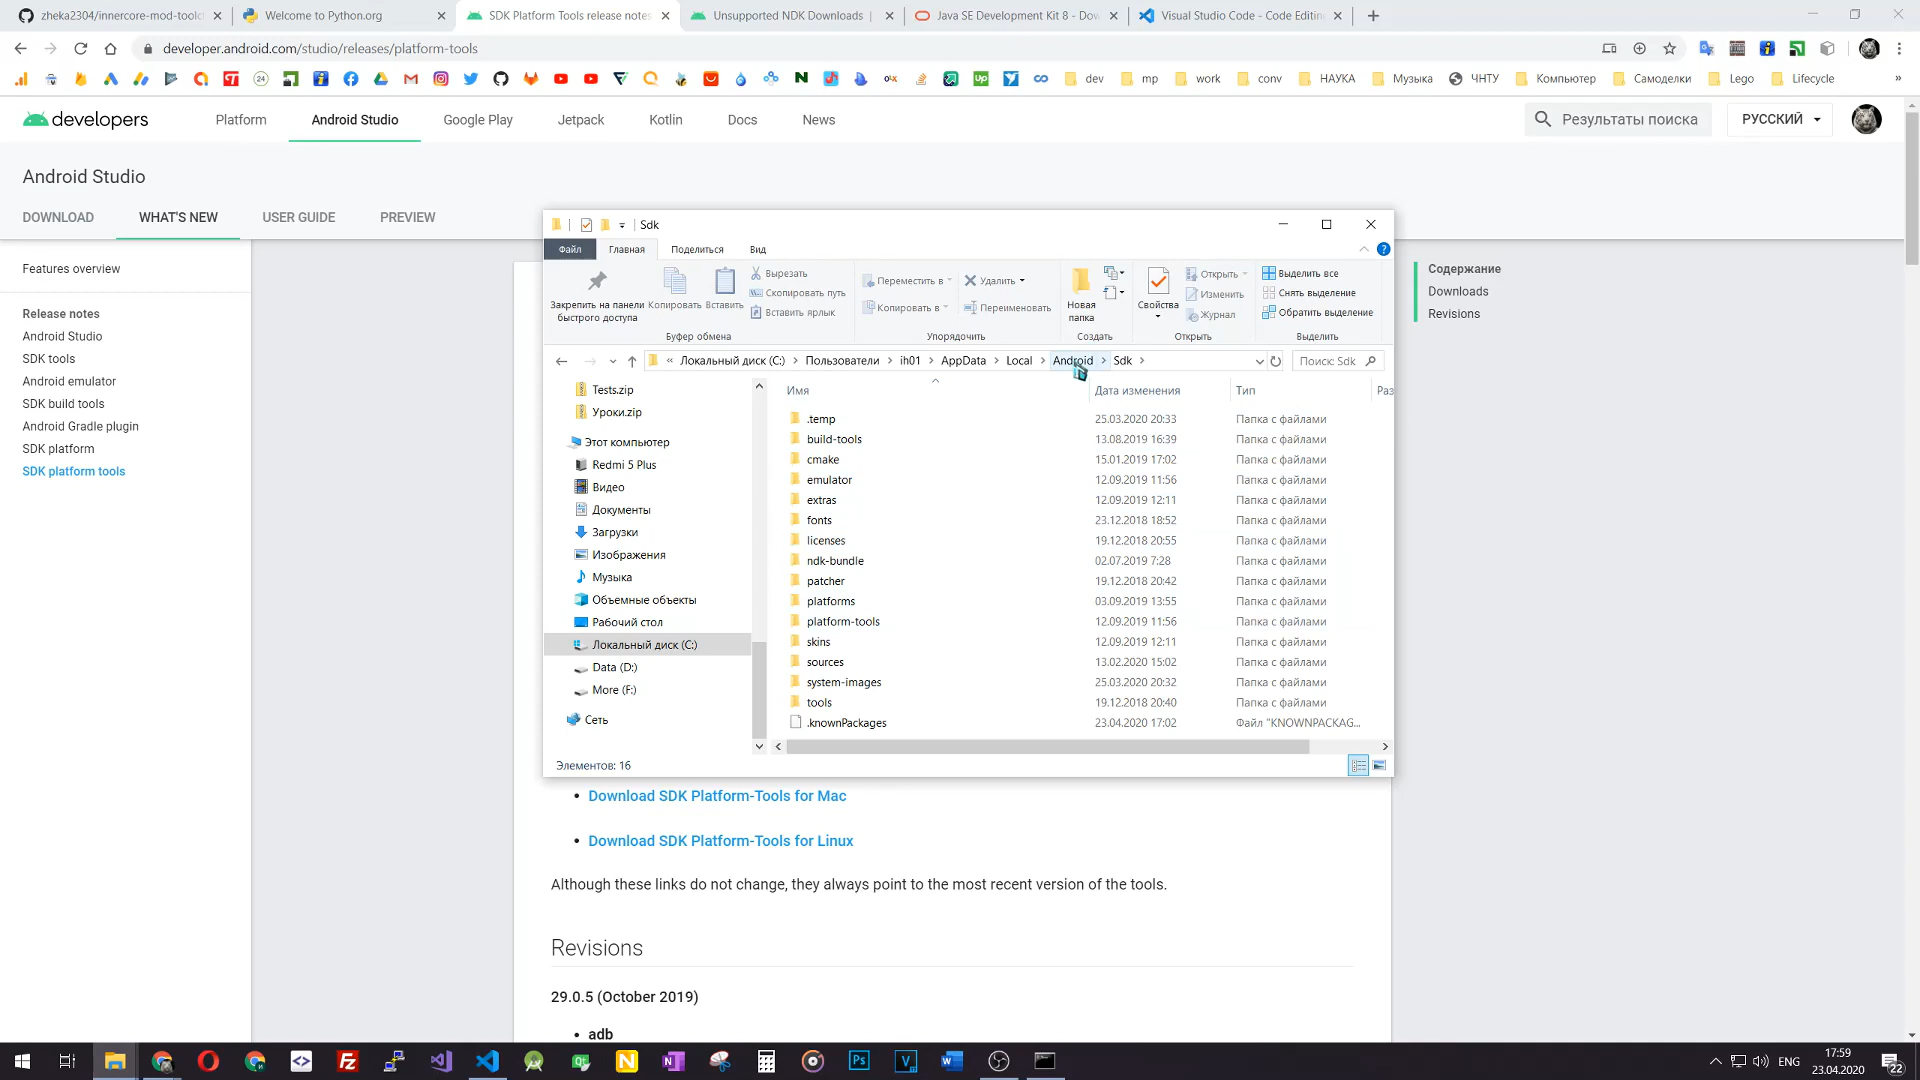 zheka2304/innercore-mod-toolc
Welcome to Python.org
SDK Platform Tools release notes
Unsupported NDK Downloads
Java SE Development Kit 8 - Dow
Visual Studio Code - Code Editing
developer.android.com/studio/releases/platform-tools
dev
mp
work
conv
НАУКА
Музыка
ЧНТУ
Компьютер
Самоделки
Lego
Lifecycle
developers
Platform
Android Studio
Google Play
Jetpack
Kotlin
Docs
News
Результаты поиска
РУССКИЙ
Android Studio
DOWNLOAD
WHAT'S NEW
USER GUIDE
PREVIEW
Features overview
Release notes
Android Studio
SDK tools
Android emulator
SDK build tools
Android Gradle plugin
SDK platform
SDK platform tools
Содержание
Downloads
Revisions
Sdk
Файл
Главная
Поделиться
Вид
Закрепить на панели
быстрого доступа
Копировать
Вставить
Вырезать
Скопировать путь
Вставить ярлык
Буфер обмена
Переместить в
Копировать в
Удалить
Переименовать
Упорядочить
Новая
папка
Создать
Свойства
Открыть
Изменить
Журнал
Открыть
Выделить все
Снять выделение
Обратить выделение
Выделить
« Локальный диск (C:) > Пользователи > ih01 > AppData > Local > Android > Sdk >
Поиск: Sdk
Tests.zip
Уроки.zip
Этот компьютер
Redmi 5 Plus
Видео
Документы
Загрузки
Изображения
Музыка
Объемные объекты
Рабочий стол
Локальный диск (C:)
Data (D:)
More (F:)
Сеть
Имя Дата изменения Тип Раз
.temp 25.03.2020 20:33 Папка с файлами
build-tools 13.08.2019 16:39 Папка с файлами
cmake 15.01.2019 17:02 Папка с файлами
emulator 12.09.2019 11:56 Папка с файлами
extras 12.09.2019 12:11 Папка с файлами
fonts 23.12.2018 18:52 Папка с файлами
licenses 19.12.2018 20:55 Папка с файлами
ndk-bundle 02.07.2019 7:28 Папка с файлами
patcher 19.12.2018 20:42 Папка с файлами
platforms 03.09.2019 13:55 Папка с файлами
platform-tools 12.09.2019 11:56 Папка с файлами
skins 12.09.2019 12:11 Папка с файлами
sources 13.02.2020 15:02 Папка с файлами
system-images 25.03.2020 20:32 Папка с файлами
tools 19.12.2018 20:40 Папка с файлами
.knownPackages 23.04.2020 17:02 Файл "KNOWNPACKAG...
Элементов: 16
Download SDK Platform-Tools for Mac
Download SDK Platform-Tools for Linux
Although these links do not change, they always point to the most recent version of the tools.
Revisions
29.0.5 (October 2019)
adb
ENG
17:59
23.04.2020
22